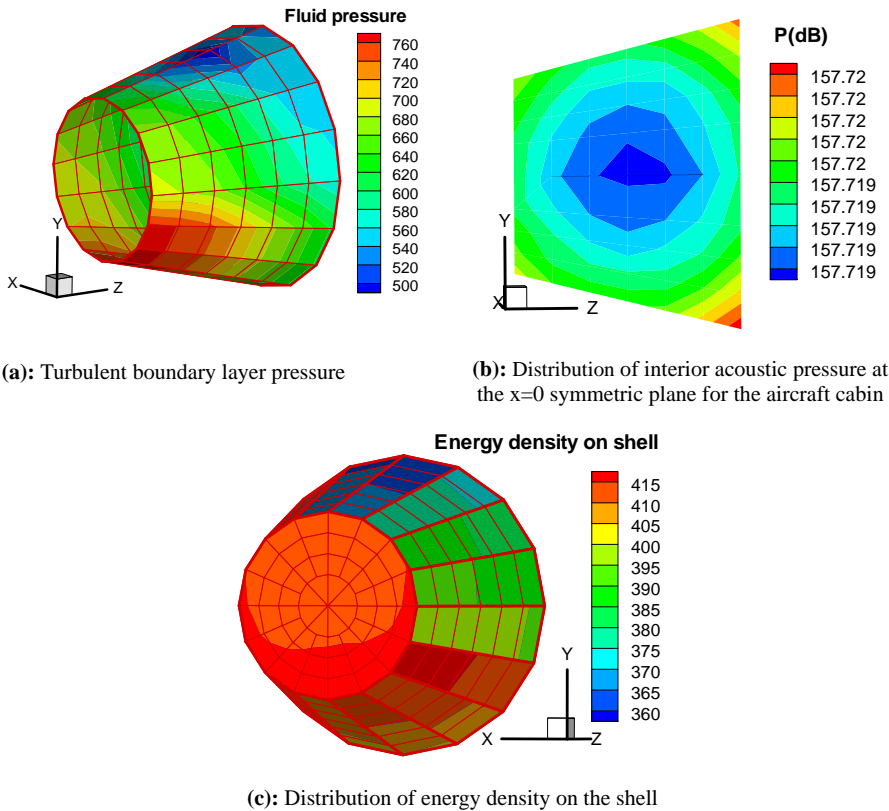 Fluid pressure
760
740
720
700
680
660
640
620
600
580
560
540
520
500
Y
X
Z
P(dB)
157.72
157.72
157.72
157.72
157.72
157.719
157.719
157.719
157.719
157.719
Y
X
Z
(a): Turbulent boundary layer pressure
(b): Distribution of interior acoustic pressure at
the x=0 symmetric plane for the aircraft cabin
Energy density on shell
415
410
405
400
395
390
385
380
375
370
365
360
Y
X
Z
(c): Distribution of energy density on the shell